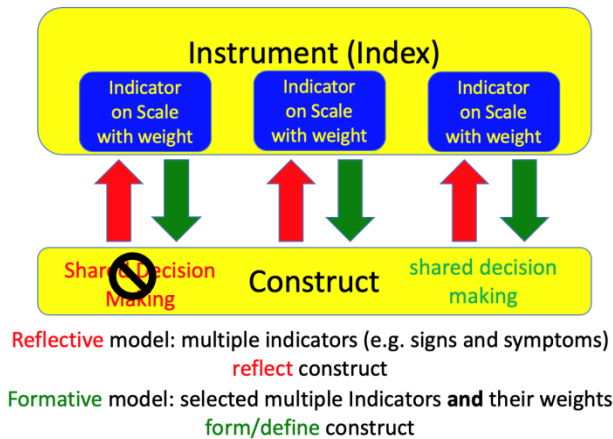 Instrument (Index)
Indicator
on Scale
with weight
Indicator
on Scale
with weight
Indicator
on Scale
with weight
Shared Decision
Making
Construct
shared decision
making
Reflective model: multiple indicators (e.g. signs and symptoms)
reflect construct
Formative model: selected multiple Indicators and their weights
form/define construct